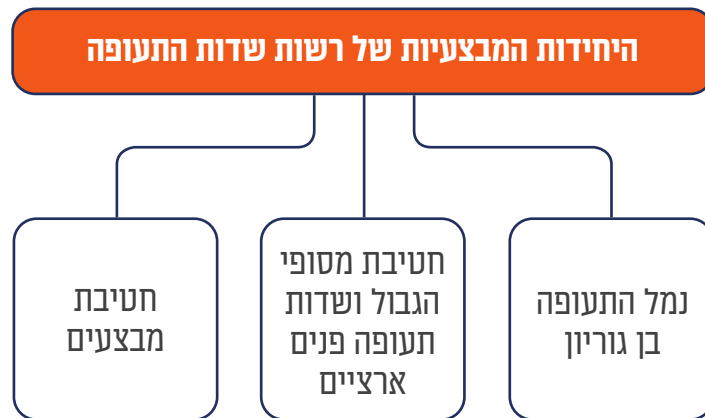 היחידות המבצעיות של רשות שדות התעופה
נמל התעופה
בן גוריון
חטיבת מסופי
הגבול ושדות
תעופה פנים
ארציים
חטיבת
מבצעים